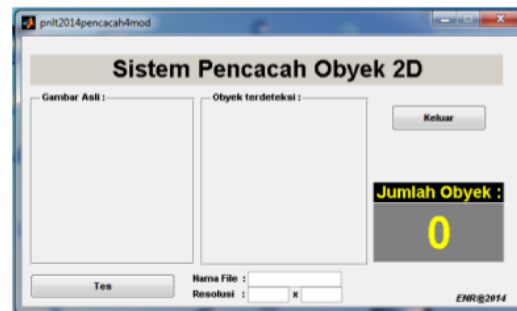 pnlt2014pencacah4mod
Sistem Pencacah Obyek 2D
Gambar Asli :
Obyek terdeteksi :
Keluar
Jumlah Obyek :
0
Tes
Nama File :
Resolusi : x
ENR@2014